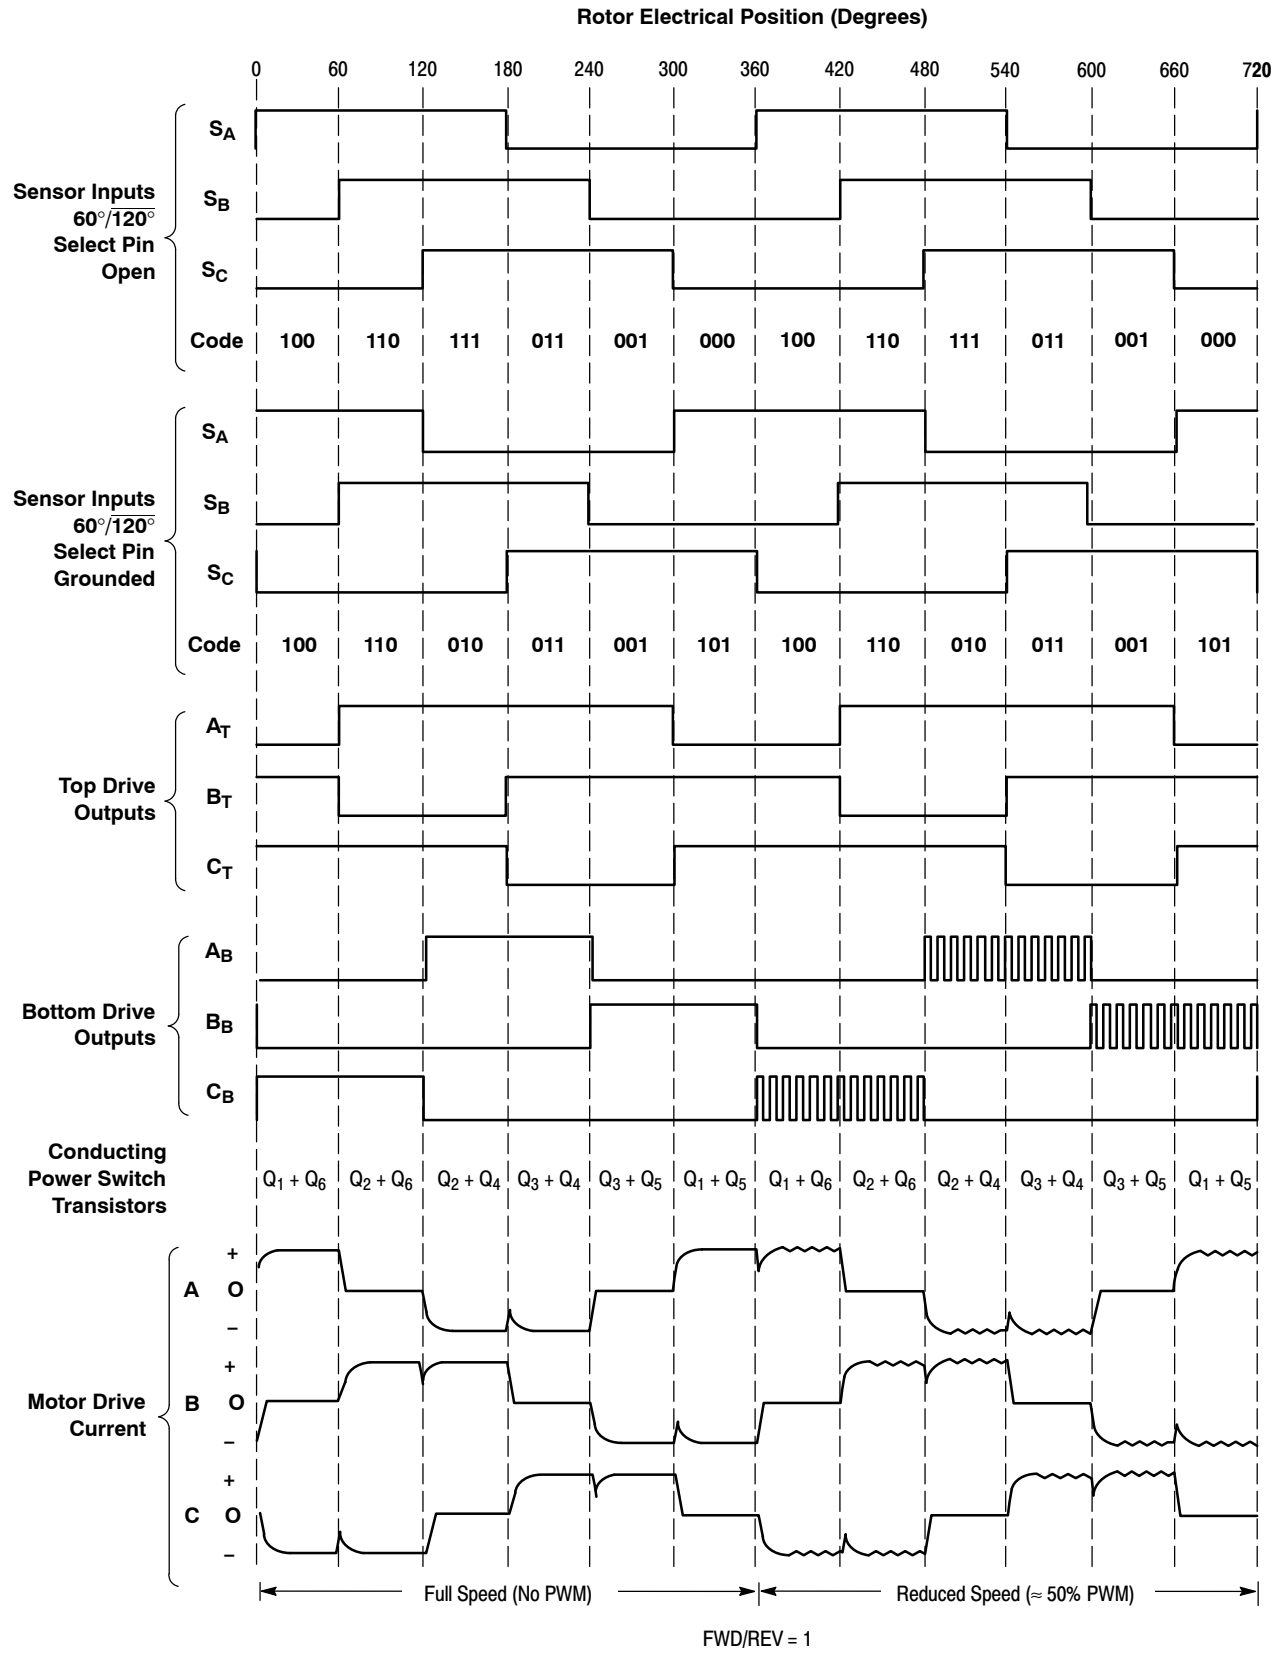 Rotor Electrical Position (Degrees)
0 60 120 180 240 300 360 420 480 540 600 660 720
Sensor Inputs
60°/120°
Select Pin
Open
SA
SB
SC
Code 100 110 111 011 001 000 100 110 111 011 001 000
Sensor Inputs
60°/120°
Select Pin
Grounded
SA
SB
SC
Code 100 110 010 011 001 101 100 110 010 011 001 101
Top Drive
Outputs
AT
BT
CT
Bottom Drive
Outputs
AB
BB
CB
Conducting
Power Switch
Transistors
Q1 + Q6 Q2 + Q6 Q2 + Q4 Q3 + Q4 Q3 + Q5 Q1 + Q5 Q1 + Q6 Q2 + Q6 Q2 + Q4 Q3 + Q4 Q3 + Q5 Q1 + Q5
Motor Drive
Current
+
A O
–
+
B O
–
+
C O
–
Full Speed (No PWM) Reduced Speed (≈ 50% PWM)
FWD/REV = 1